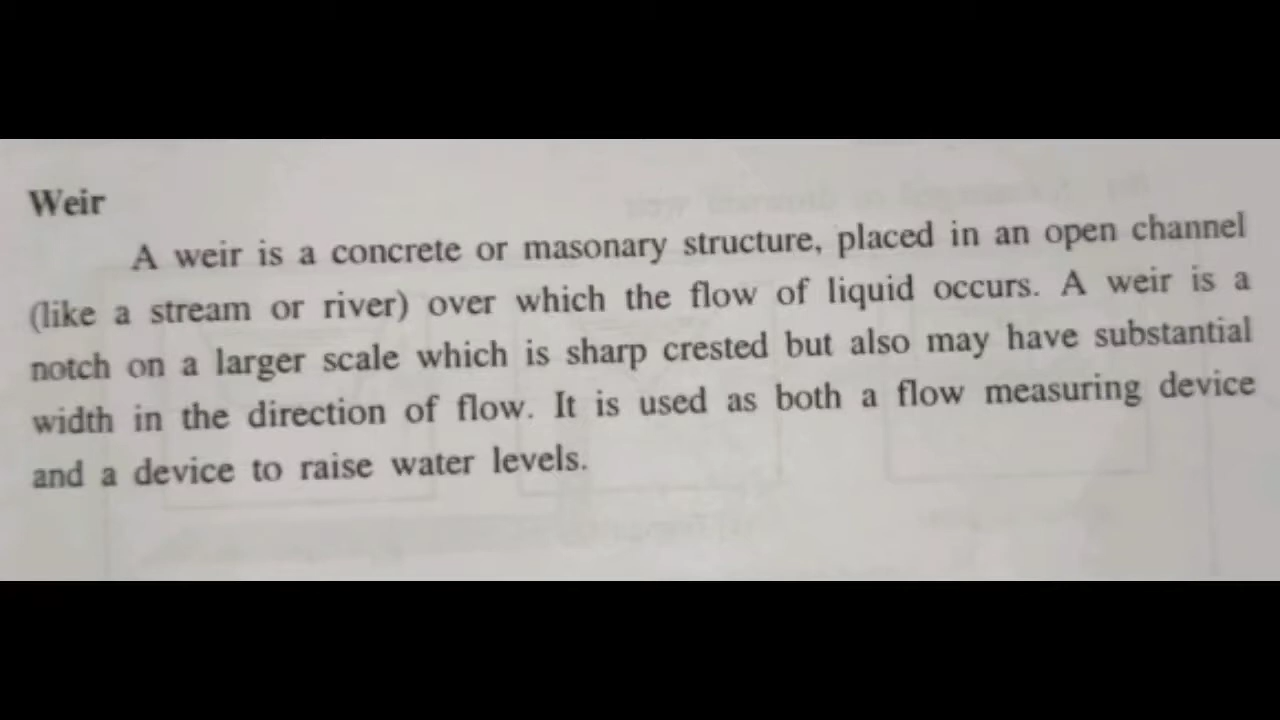 Weir
A weir is a concrete or masonary structure, placed in an open channel
(like a stream or river) over which the flow of liquid occurs. A weir is a
notch on a larger scale which is sharp crested but also may have substantial
width in the direction of flow. It is used as both a flow measuring device
and a device to raise water levels.